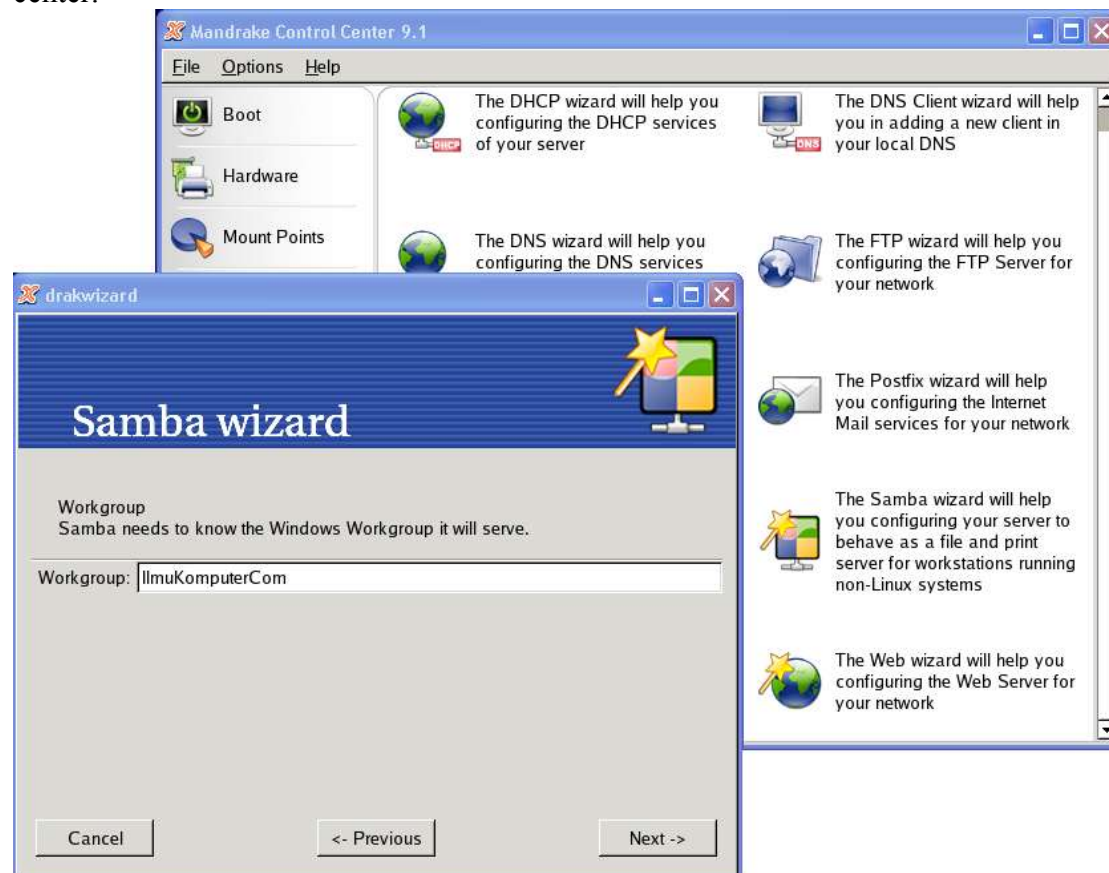 Mandrake Control Center 9.1
File Options Help
Boot
Hardware
Mount Points
The DHCP wizard will help you
configuring the DHCP services
of your server
DHCP
The DNS Client wizard will help
you in adding a new client in
your local DNS
DNS
The DNS wizard will help you
configuring the DNS services
The FTP wizard will help you
configuring the FTP Server for
your network
The Postfix wizard will help
you configuring the Internet
Mail services for your network
The Samba wizard will help
you configuring your server to
behave as a file and print
server for workstations running
non-Linux systems
The Web wizard will help you
configuring the Web Server for
your network
drakwizard
Samba wizard
Workgroup
Samba needs to know the Windows Workgroup it will serve.
Workgroup: IlmuKomputerCom
Cancel
<- Previous
Next ->